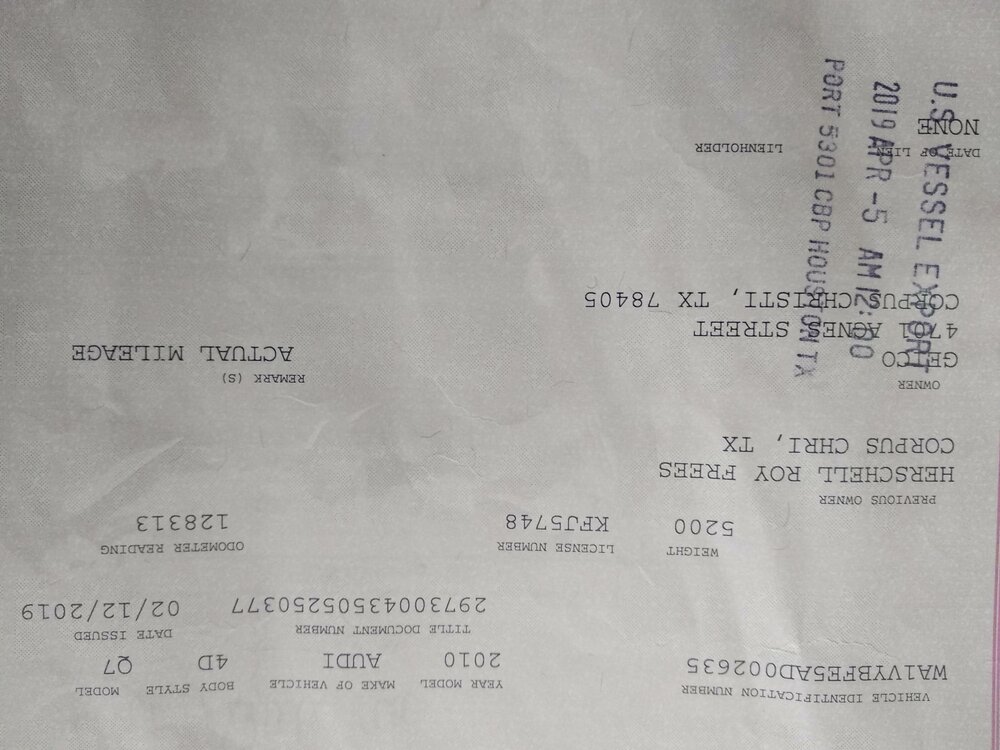 VEHICLE IDENTIFICATION NUMBER YEAR MODEL MAKE OF VEHICLE BODY STYLE MODEL
WA1VYBFE5AD002635 2010 AUDI 4D Q7
TITLE DOCUMENT NUMBER DATE ISSUED
29730043505250377 02/12/2019
WEIGHT LICENSE NUMBER ODOMETER READING
5200 KFJ5748 128313
PREVIOUS OWNER
HERSCHELL ROY FREES
CORPUS CHRI, TX
OWNER REMARK (S)
GEICO ACTUAL MILEAGE
4701 AGNES STREET
CORPUS CHRISTI, TX 78405
DATE OF LIEN LIENHOLDER
NONE
U.S VESSEL EXPORT
2019 APR -5 AM 12:00
PORT 5301 CBP HOUSTON TX